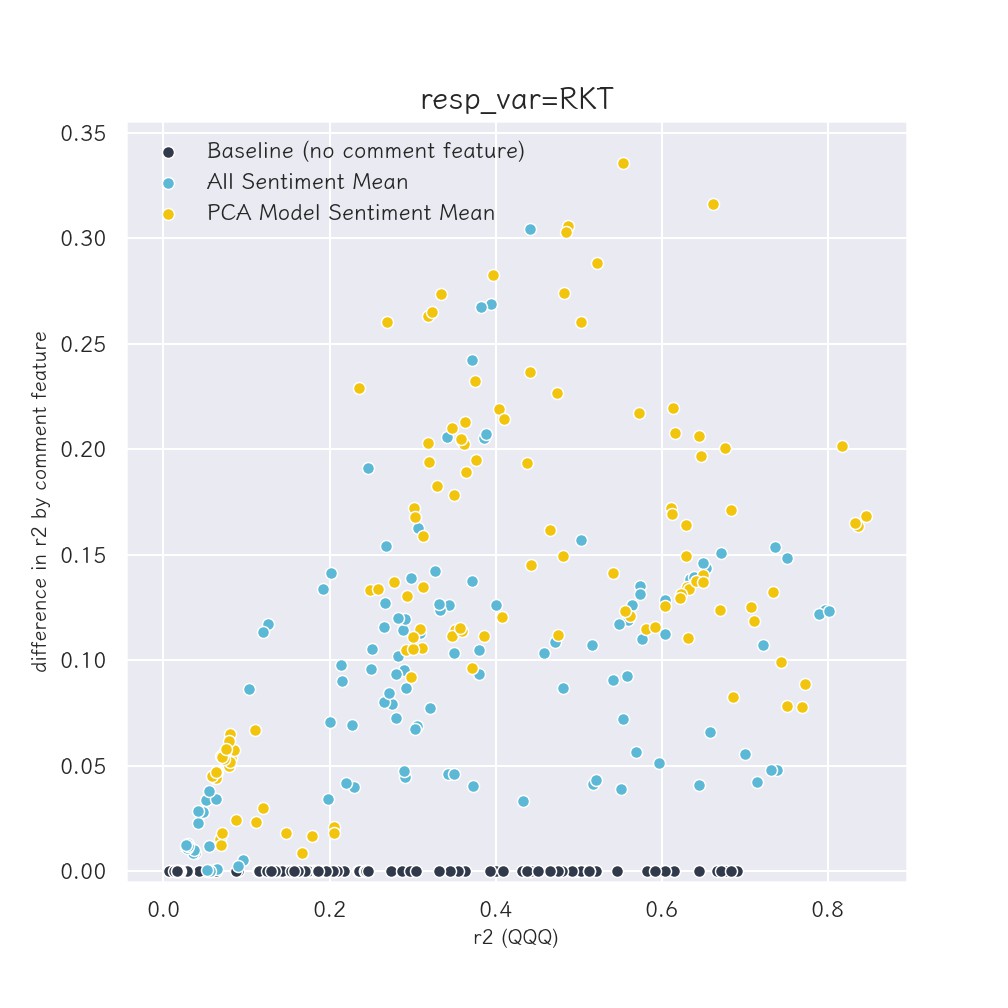 resp_var=RKT
0.35
0.30
0.25
0.20
0.15
0.10
0.05
0.00
difference in r2 by comment feature
Baseline (no comment feature)
All Sentiment Mean
PCA Model Sentiment Mean
0.0 0.2 0.4 0.6 0.8
r2 (QQQ)